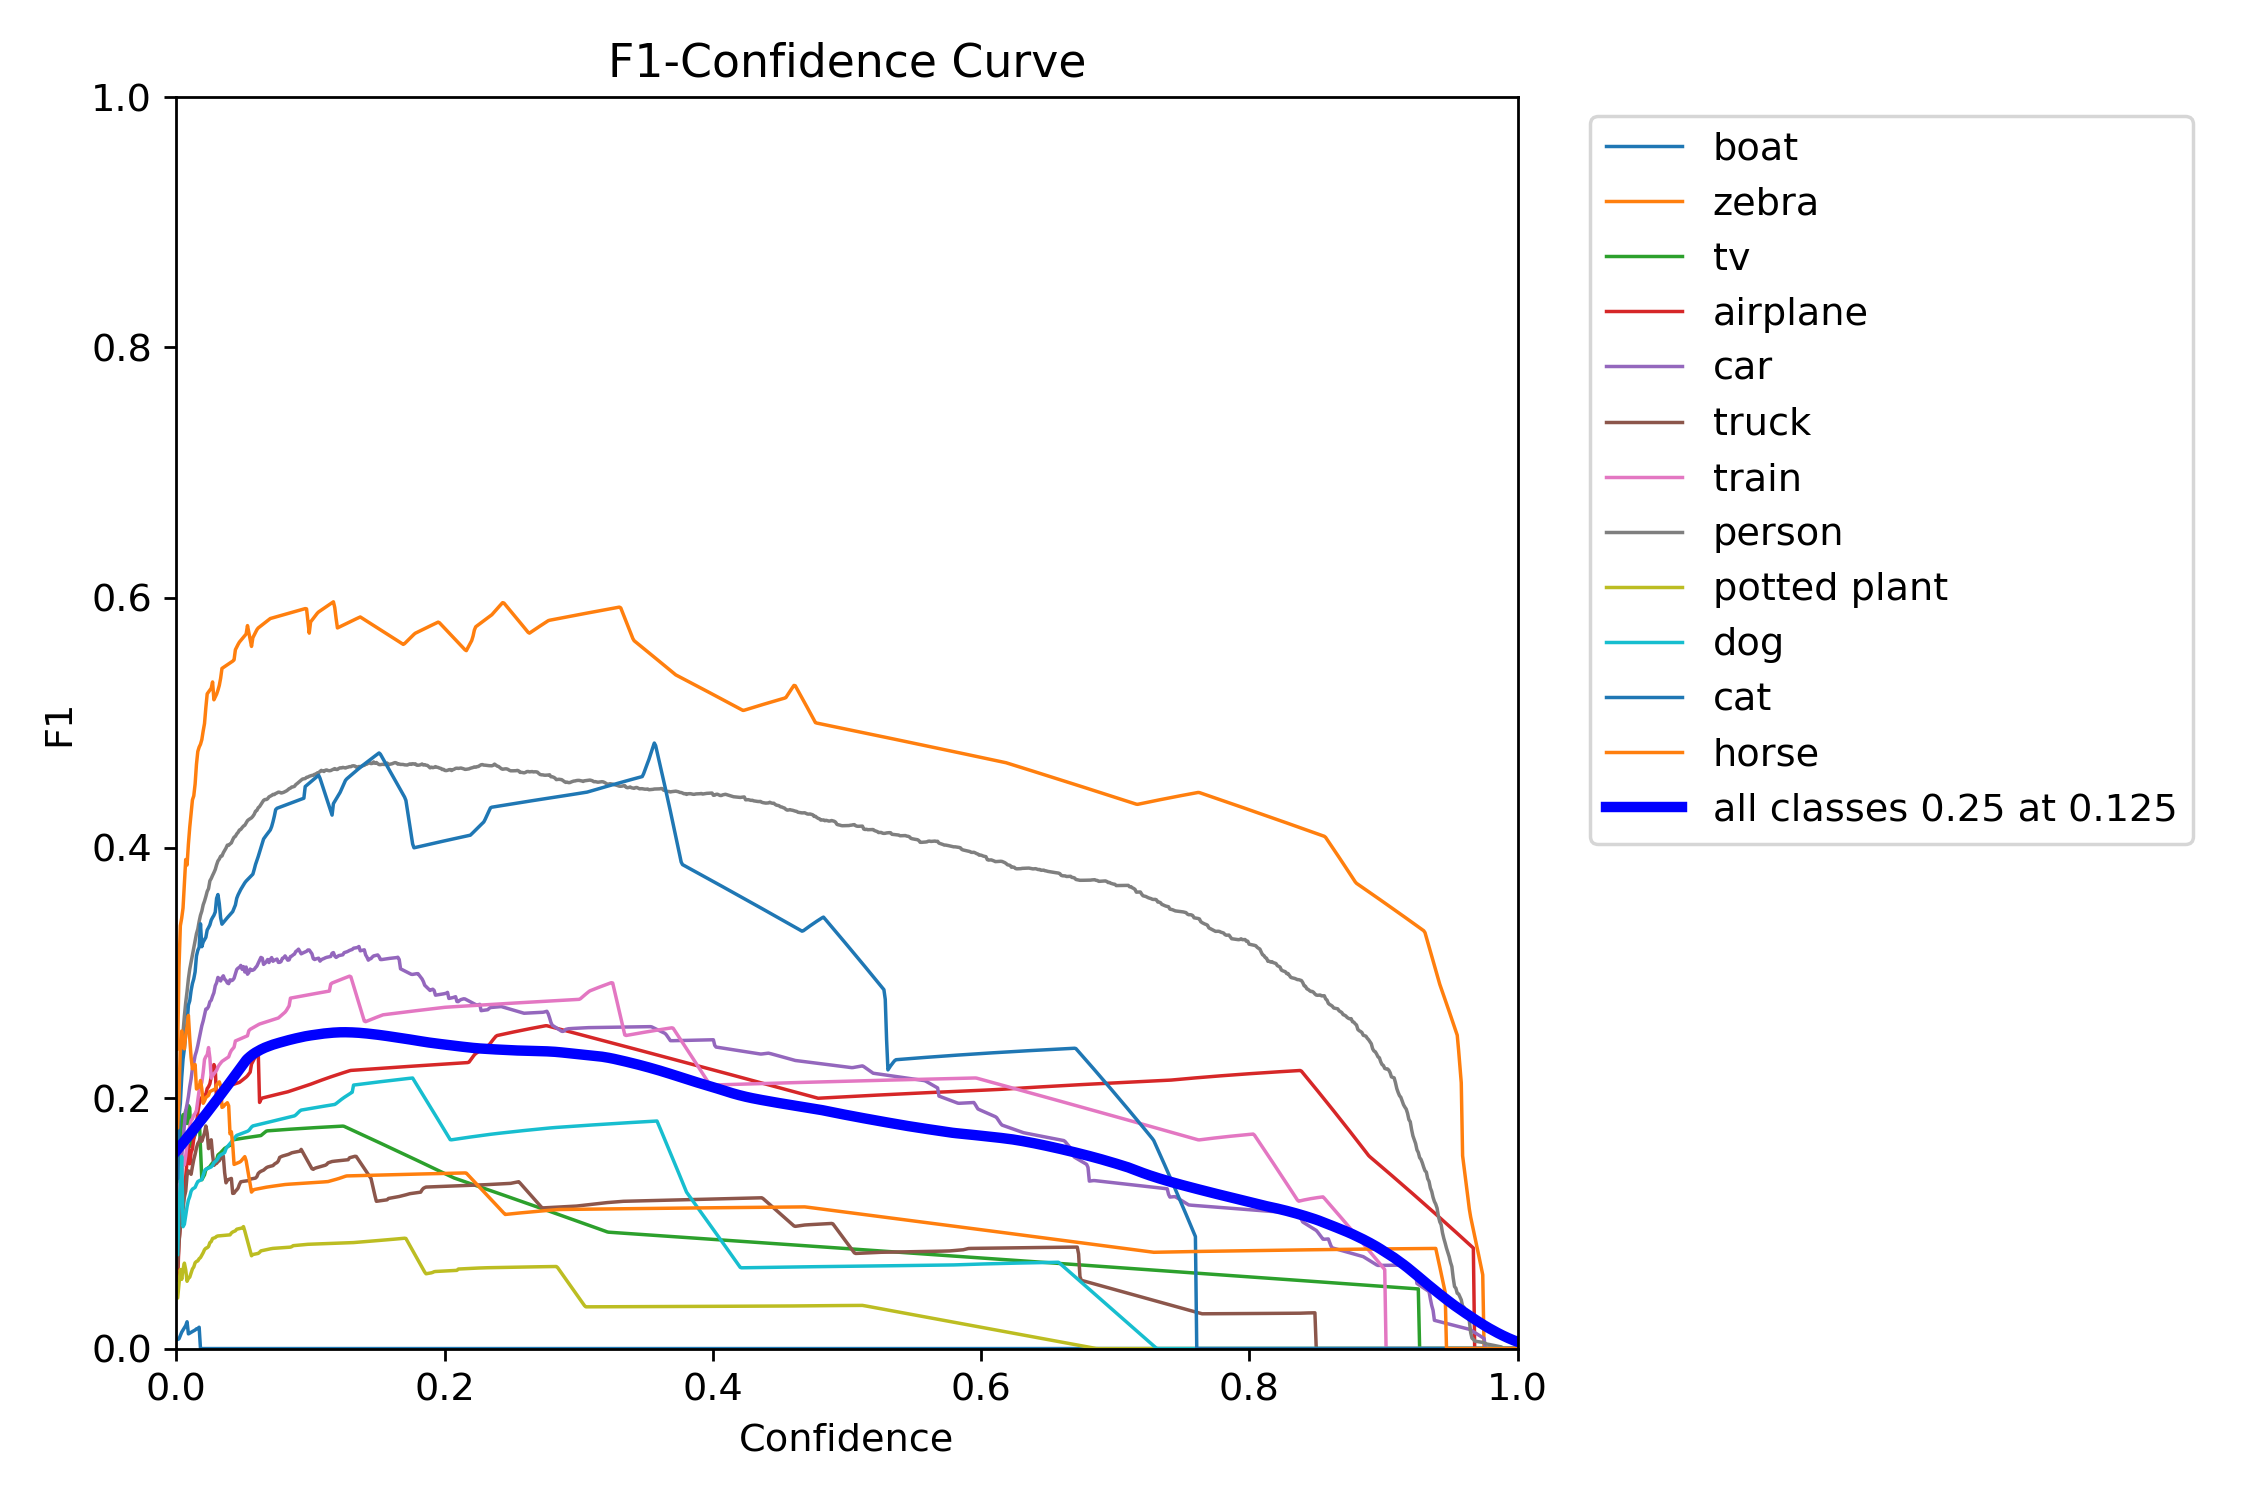 F1-Confidence Curve
1.0
0.8
0.6
0.4
0.2
0.0
F1
0.0 0.2 0.4 0.6 0.8 1.0
Confidence
boat
zebra
tv
airplane
car
truck
train
person
potted plant
dog
cat
horse
all classes 0.25 at 0.125